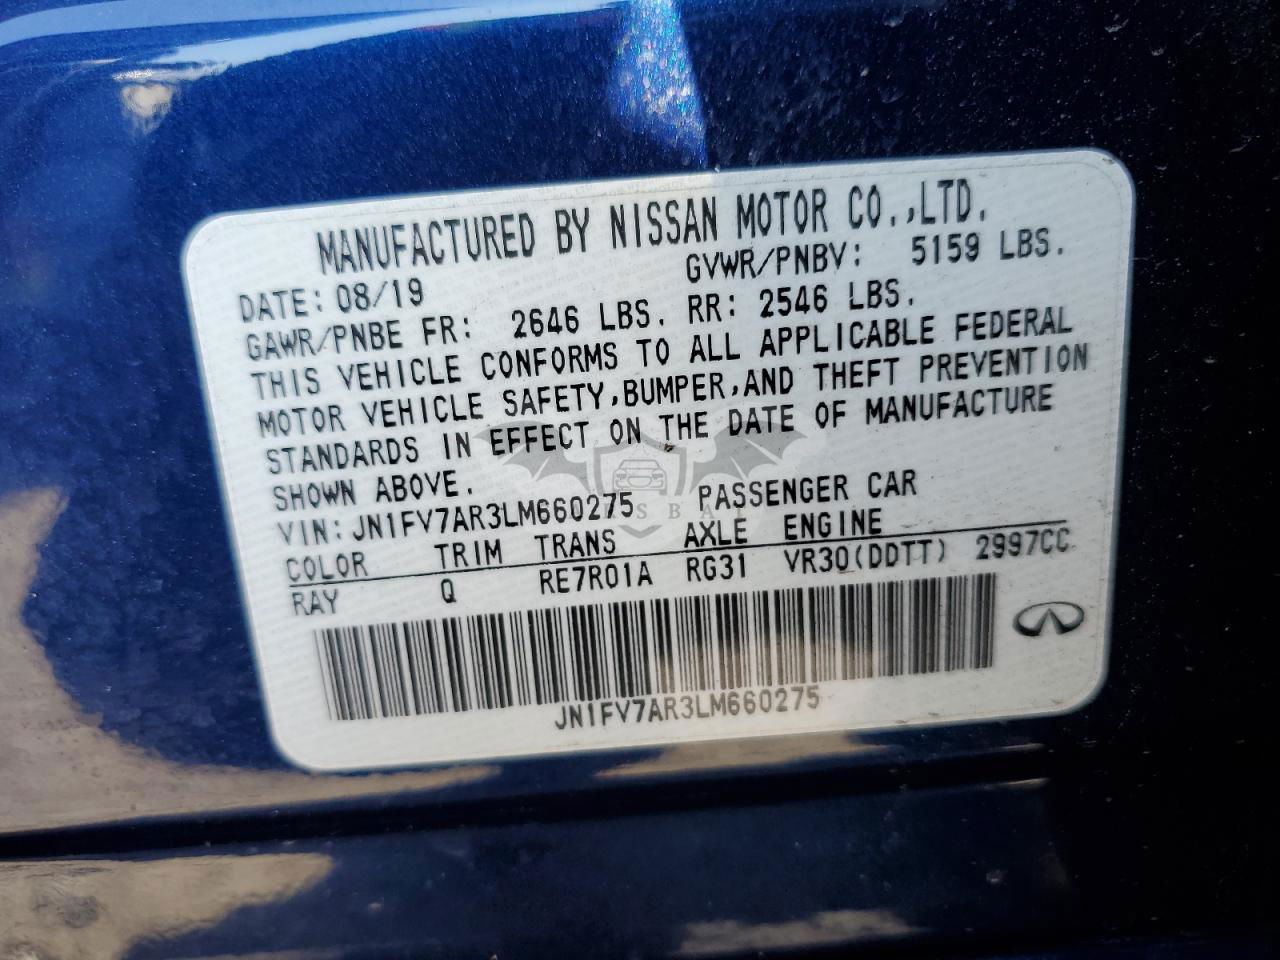 MANUFACTURED BY NISSAN MOTOR CO.,LTD.
DATE: 08/19 GVWR/PNBV: 5159 LBS.
GAWR/PNBE FR: 2646 LBS. RR: 2546 LBS.
THIS VEHICLE CONFORMS TO ALL APPLICABLE FEDERAL
MOTOR VEHICLE SAFETY,BUMPER,AND THEFT PREVENTION
STANDARDS IN EFFECT ON THE DATE OF MANUFACTURE
SHOWN ABOVE.
VIN: JN1FV7AR3LM660275 PASSENGER CAR
COLOR TRIM TRANS AXLE ENGINE
RAY Q RE7R01A RG31 VR30(DDTT) 2997CC
JN1FV7AR3LM660275